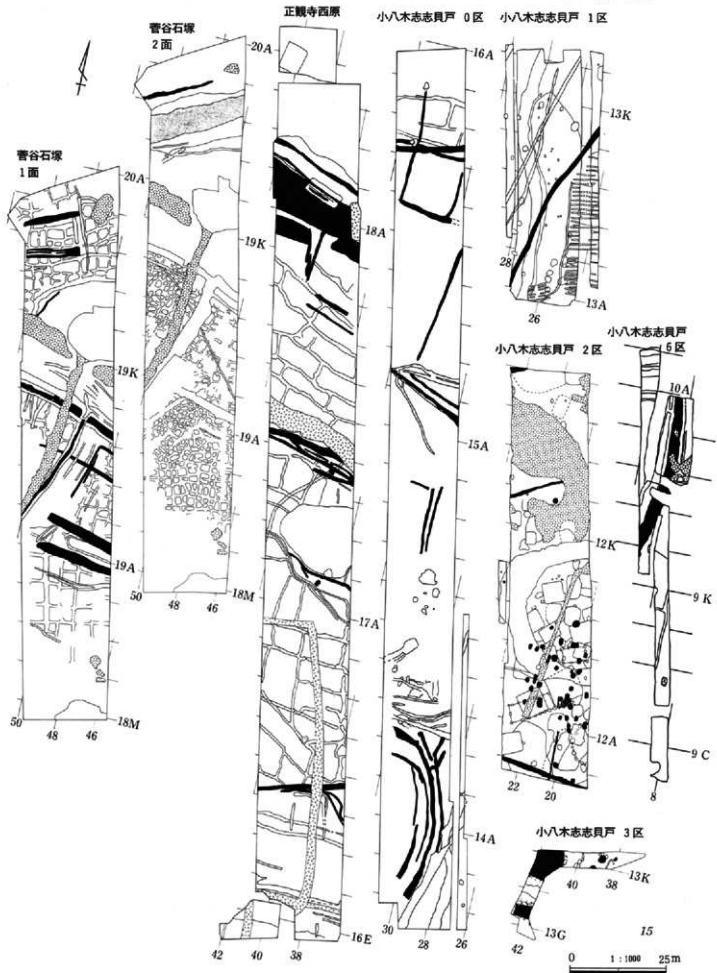 菅谷石塚
1面
20A
19K
19A
18M
50
48
46
菅谷石塚
2面
20A
19K
19A
18M
50
48
46
正観寺西原
18A
17A
16E
42
40
38
小八木志志貝戸 0区
16A
15A
14A
30
28
26
小八木志志貝戸 1区
13K
13A
28
26
小八木志志貝戸 2区
12K
12A
22
20
小八木志志貝戸
6区
10A
9K
9C
8
小八木志志貝戸 3区
40
38
13K
13G
42
15
0 1:1000 25m